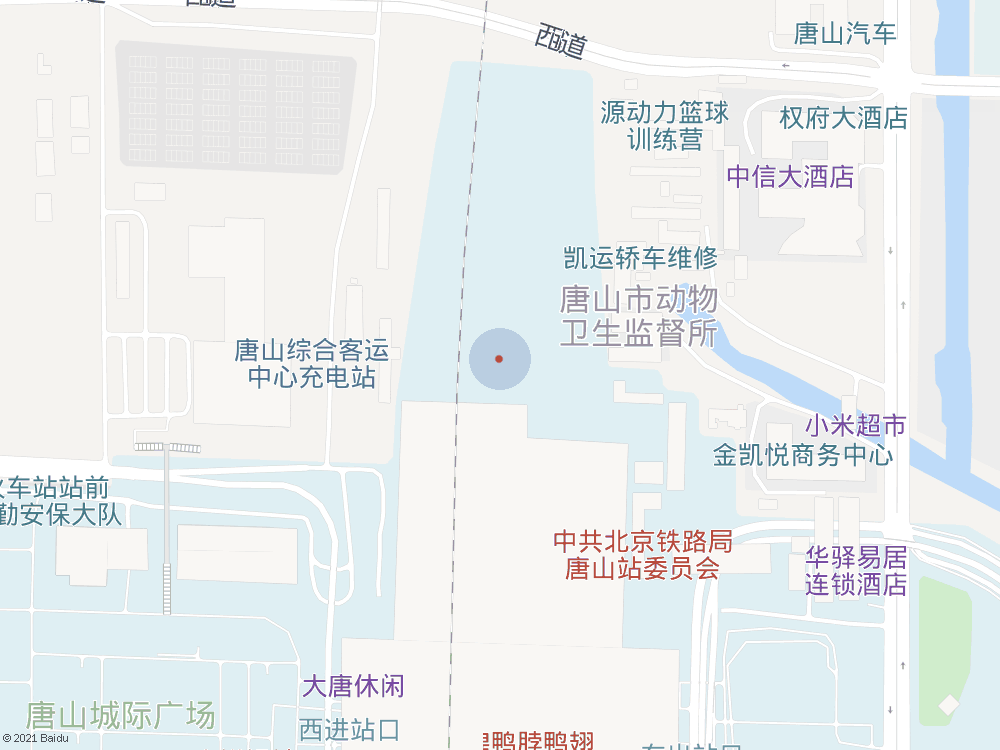 西道
唐山汽车
源动力篮球
训练营
权府大酒店
中信大酒店
凯运轿车维修
唐山市动物
卫生监督所
唐山综合客运
中心充电站
小米超市
金凯悦商务中心
火车站站前
勤安保大队
中共北京铁路局
唐山站委员会
华驿易居
连锁酒店
大唐休闲
唐山城际广场
西进站口
鸭脖鸭翅
© 2021 Baidu